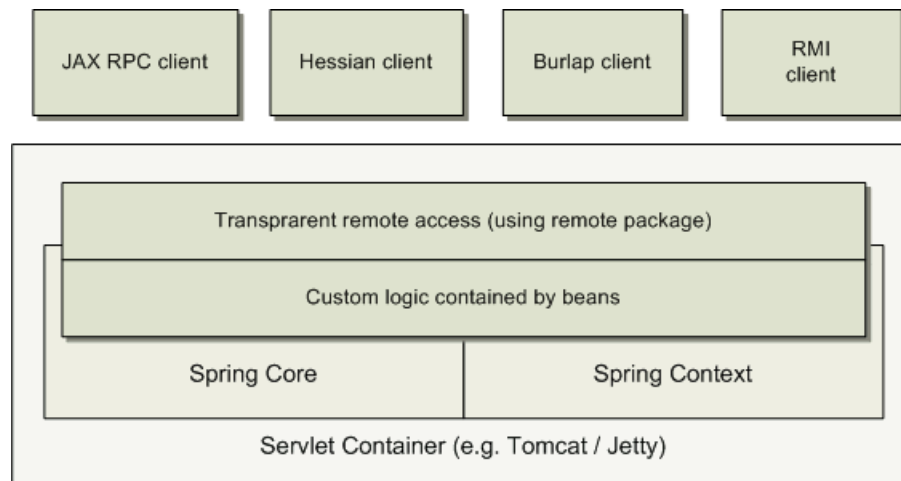 JAX RPC client
Hessian client
Burlap client
RMI
client
Transprarent remote access (using remote package)
Custom logic contained by beans
Spring Core
Spring Context
Servlet Container (e.g. Tomcat / Jetty)